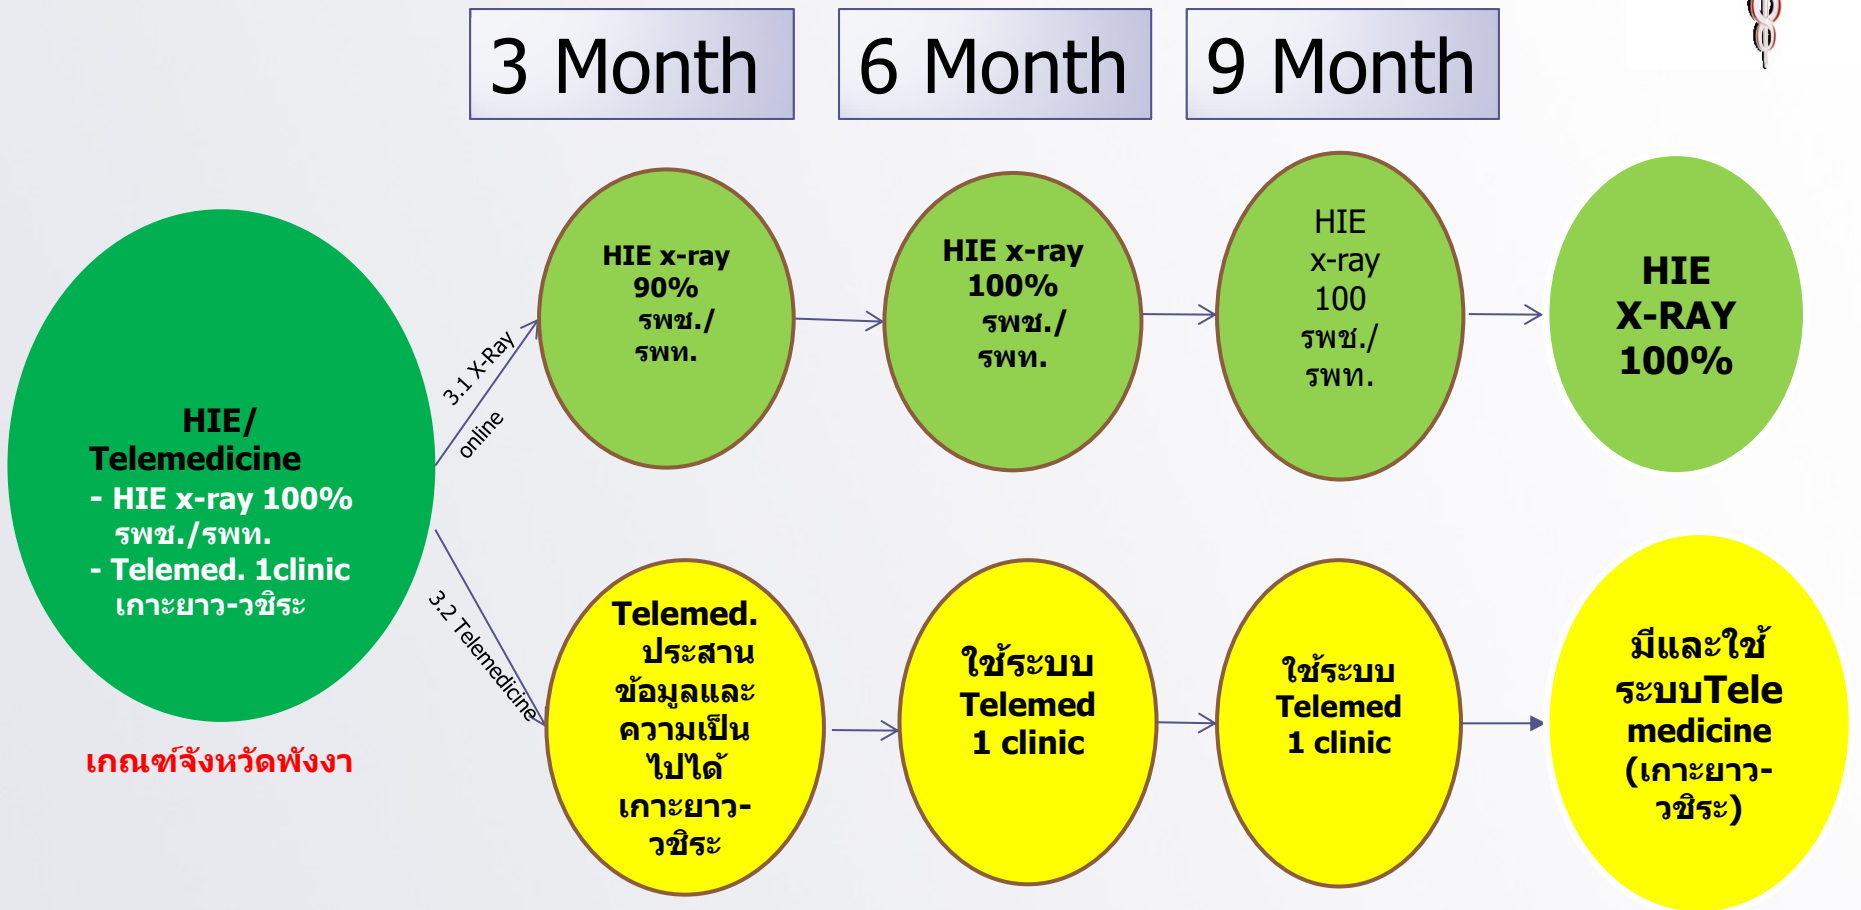 3 Month
6 Month
9 Month
HIE/
Telemedicine
- HIE x-ray 100%
รพช./รพท.
- Telemed. 1clinic
เกาะยาว-วชิระ
เกณฑ์จังหวัดพังงา
3.1 X-Ray
online
HIE x-ray
90%
รพช./
รพท.
HIE x-ray
100%
รพช./
รพท.
HIE
x-ray
100
รพช./
รพท.
HIE
X-RAY
100%
3.2 Telemedicine
Telemed.
ประสาน
ข้อมูลและ
ความเป็น
ไปได้
เกาะยาว-
วชิระ
ใช้ระบบ
Telemed
1 clinic
ใช้ระบบ
Telemed
1 clinic
มีและใช้
ระบบTele
medicine
(เกาะยาว-
วชิระ)